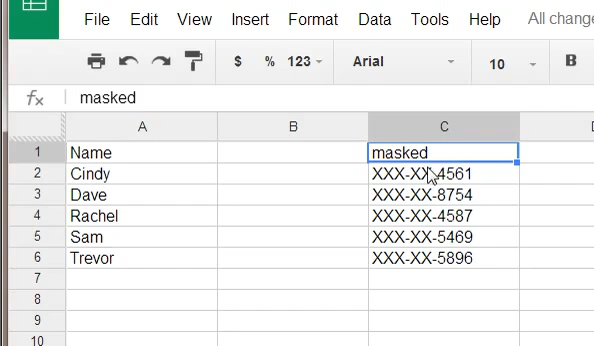 File Edit View Insert Format Data Tools Help All change
$ % 123 Arial 10 B
fx masked
A B C
1 Name masked
2 Cindy XXX-XX-4561
3 Dave XXX-XX-8754
4 Rachel XXX-XX-4587
5 Sam XXX-XX-5469
6 Trevor XXX-XX-5896
7
8
9
10